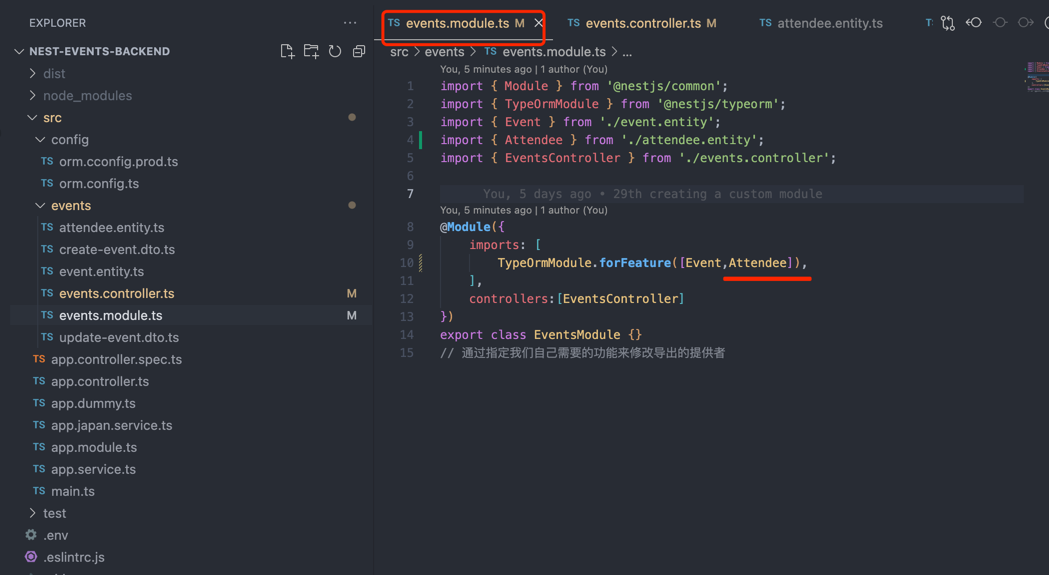 EXPLORER
NEST-EVENTS-BACKEND
dist
node_modules
src
config
TS orm.cconfig.prod.ts
TS orm.config.ts
events
TS attendee.entity.ts
TS create-event.dto.ts
TS event.entity.ts
TS events.controller.ts M
TS events.module.ts M
TS update-event.dto.ts
TS app.controller.spec.ts
TS app.controller.ts
TS app.dummy.ts
TS app.japan.service.ts
TS app.module.ts
TS app.service.ts
TS main.ts
test
.env
.eslintrc.js
TS events.module.ts M
TS events.controller.ts M
TS attendee.entity.ts
src > events > TS events.module.ts > ...
You, 5 minutes ago | 1 author (You)
1 import { Module } from '@nestjs/common';
2 import { TypeOrmModule } from '@nestjs/typeorm';
3 import { Event } from './event.entity';
4 import { Attendee } from './attendee.entity';
5 import { EventsController } from './events.controller';
6
7 You, 5 days ago • 29th creating a custom module
You, 5 minutes ago | 1 author (You)
8 @Module({
9 imports: [
10 TypeOrmModule.forFeature([Event,Attendee]),
11 ],
12 controllers:[EventsController]
13 })
14 export class EventsModule {}
15 // 通过指定我们自己需要的功能来修改导出的提供者